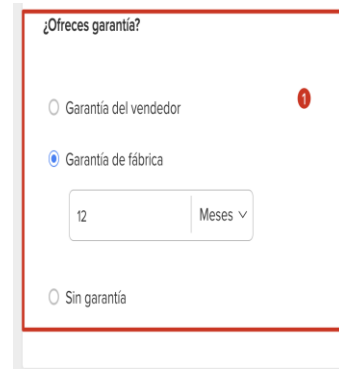 ¿Ofreces garantía?
1
Garantía del vendedor
Garantía de fábrica
12 Meses
Sin garantía